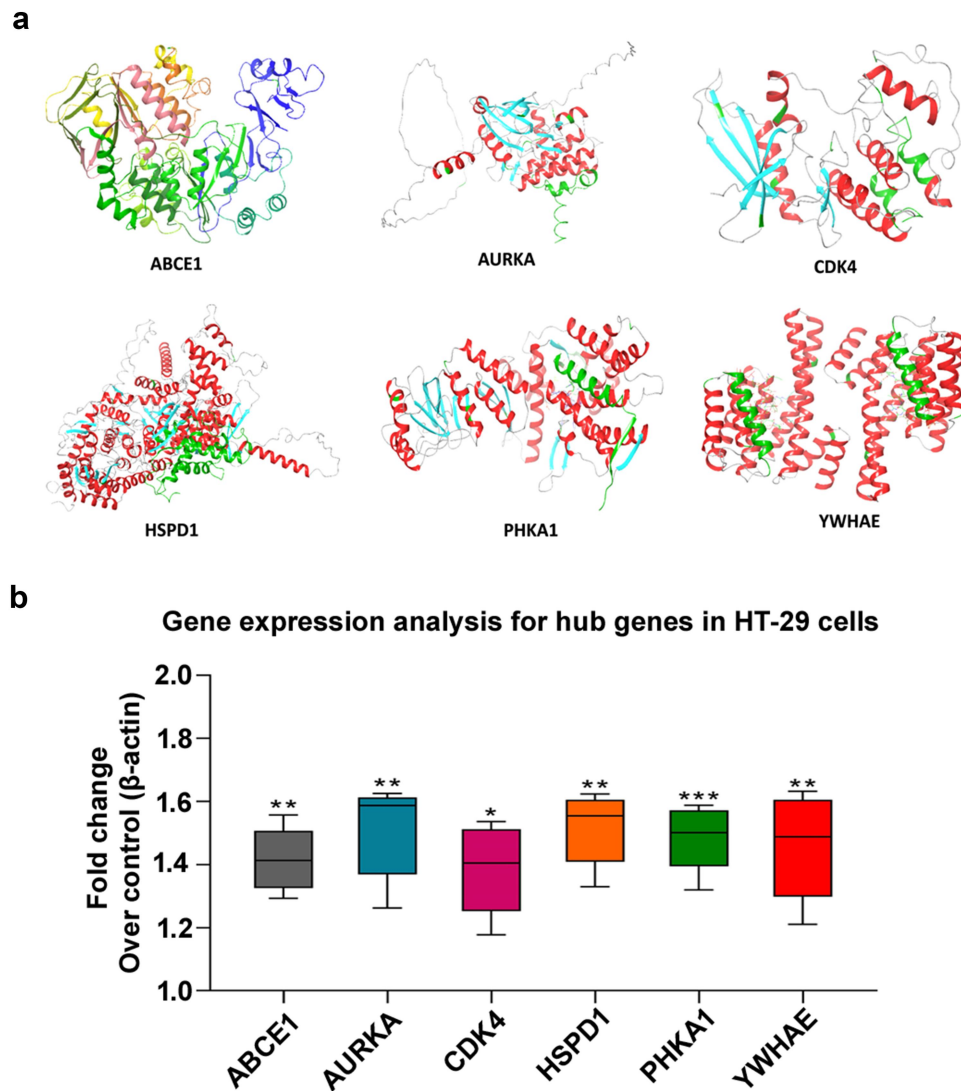 a
ABCE1
AURKA
CDK4
HSPD1
PHKA1
YWHAE
b
Gene expression analysis for hub genes in HT-29 cells
Fold change
Over control (β-actin)
2.0
1.8
1.6
1.4
1.2
1.0
**
**
*
**
***
**
ABCE1
AURKA
CDK4
HSPD1
PHKA1
YWHAE